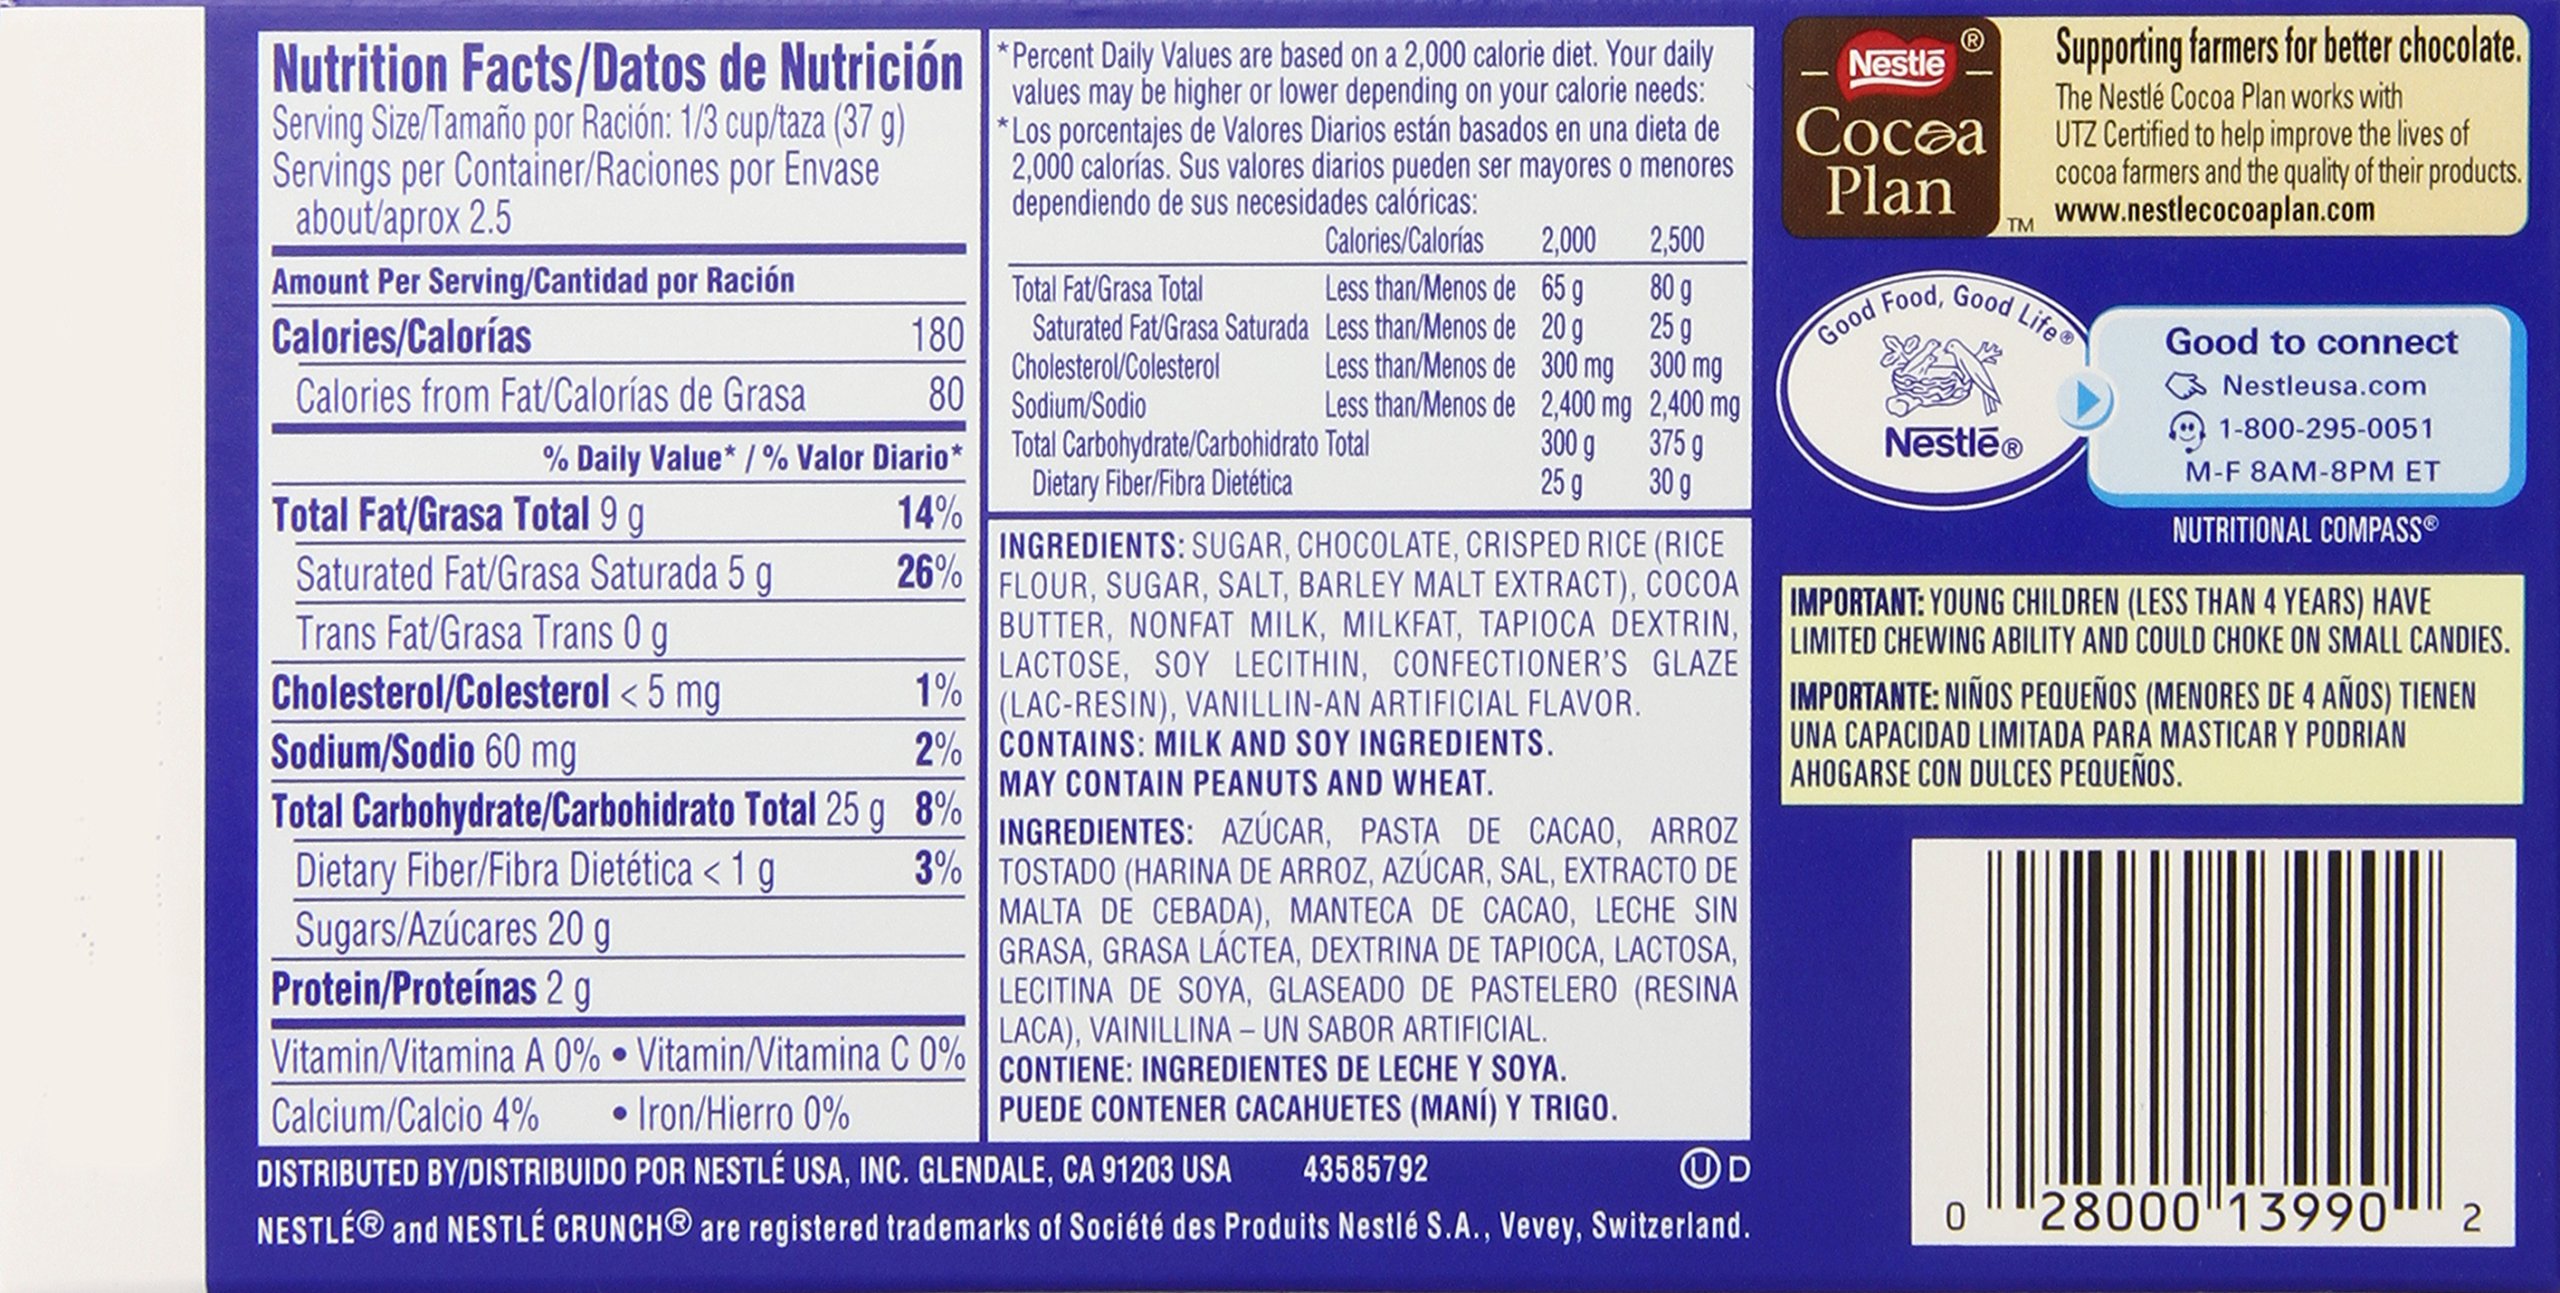 Nutrition Facts/Datos de Nutrición
Serving Size/Tamaño por Ración: 1/3 cup/taza (37 g)
Servings per Container/Raciones por Envase
about/aprox 2.5
Amount Per Serving/Cantidad por Ración
Calories/Calorías 180
Calories from Fat/Calorías de Grasa 80
% Daily Value* / % Valor Diario*
Total Fat/Grasa Total 9 g 14%
Saturated Fat/Grasa Saturada 5 g 26%
Trans Fat/Grasa Trans 0 g
Cholesterol/Colesterol < 5 mg 1%
Sodium/Sodio 60 mg 2%
Total Carbohydrate/Carbohidrato Total 25 g 8%
Dietary Fiber/Fibra Dietética < 1 g 3%
Sugars/Azúcares 20 g
Protein/Proteínas 2 g
Vitamin/Vitamina A 0% • Vitamin/Vitamina C 0%
Calcium/Calcio 4% • Iron/Hierro 0%
*Percent Daily Values are based on a 2,000 calorie diet. Your daily
values may be higher or lower depending on your calorie needs:
*Los porcentajes de Valores Diarios están basados en una dieta de
2,000 calorías. Sus valores diarios pueden ser mayores o menores
dependiendo de sus necesidades calóricas:
Calories/Calorías 2,000 2,500
Total Fat/Grasa Total Less than/Menos de 65 g 80 g
Saturated Fat/Grasa Saturada Less than/Menos de 20 g 25 g
Cholesterol/Colesterol Less than/Menos de 300 mg 300 mg
Sodium/Sodio Less than/Menos de 2,400 mg 2,400 mg
Total Carbohydrate/Carbohidrato Total 300 g 375 g
Dietary Fiber/Fibra Dietética 25 g 30 g
INGREDIENTS: SUGAR, CHOCOLATE, CRISPED RICE (RICE
FLOUR, SUGAR, SALT, BARLEY MALT EXTRACT), COCOA
BUTTER, NONFAT MILK, MILKFAT, TAPIOCA DEXTRIN,
LACTOSE, SOY LECITHIN, CONFECTIONER'S GLAZE
(LAC-RESIN), VANILLIN-AN ARTIFICIAL FLAVOR.
CONTAINS: MILK AND SOY INGREDIENTS.
MAY CONTAIN PEANUTS AND WHEAT.
INGREDIENTES: AZÚCAR, PASTA DE CACAO, ARROZ
TOSTADO (HARINA DE ARROZ, AZÚCAR, SAL, EXTRACTO DE
MALTA DE CEBADA), MANTECA DE CACAO, LECHE SIN
GRASA, GRASA LÁCTEA, DEXTRINA DE TAPIOCA, LACTOSA,
LECITINA DE SOYA, GLASEADO DE PASTELERO (RESINA
LACA), VAINILLINA – UN SABOR ARTIFICIAL.
CONTIENE: INGREDIENTES DE LECHE Y SOYA.
PUEDE CONTENER CACAHUETES (MANÍ) Y TRIGO.
DISTRIBUTED BY/DISTRIBUIDO POR NESTLÉ USA, INC. GLENDALE, CA 91203 USA 43585792 Ⓤ D
NESTLÉ® and NESTLÉ CRUNCH® are registered trademarks of Société des Produits Nestlé S.A., Vevey, Switzerland.
Nestlé ®
Cocoa
Plan ™
Supporting farmers for better chocolate.
The Nestlé Cocoa Plan works with
UTZ Certified to help improve the lives of
cocoa farmers and the quality of their products.
www.nestlecocoaplan.com
Good Food, Good Life®
Nestlé®
Good to connect
Nestleusa.com
1-800-295-0051
M-F 8AM-8PM ET
NUTRITIONAL COMPASS®
IMPORTANT: YOUNG CHILDREN (LESS THAN 4 YEARS) HAVE
LIMITED CHEWING ABILITY AND COULD CHOKE ON SMALL CANDIES.
IMPORTANTE: NIÑOS PEQUEÑOS (MENORES DE 4 AÑOS) TIENEN
UNA CAPACIDAD LIMITADA PARA MASTICAR Y PODRIAN
AHOGARSE CON DULCES PEQUEÑOS.
0 28000 13990 2